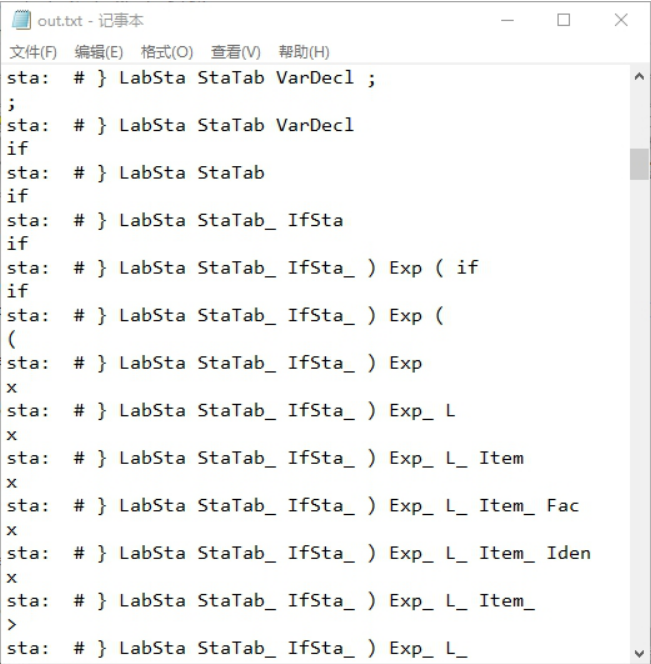 out.txt - 记事本
文件(F) 编辑(E) 格式(O) 查看(V) 帮助(H)
sta:  # } LabSta StaTab VarDecl ;
;
sta:  # } LabSta StaTab VarDecl
if
sta:  # } LabSta StaTab
if
sta:  # } LabSta StaTab_ IfSta
if
sta:  # } LabSta StaTab_ IfSta_ ) Exp ( if
if
sta:  # } LabSta StaTab_ IfSta_ ) Exp (
(
sta:  # } LabSta StaTab_ IfSta_ ) Exp
x
sta:  # } LabSta StaTab_ IfSta_ ) Exp_ L
x
sta:  # } LabSta StaTab_ IfSta_ ) Exp_ L_ Item
x
sta:  # } LabSta StaTab_ IfSta_ ) Exp_ L_ Item_ Fac
x
sta:  # } LabSta StaTab_ IfSta_ ) Exp_ L_ Item_ Iden
x
sta:  # } LabSta StaTab_ IfSta_ ) Exp_ L_ Item_
>
sta:  # } LabSta StaTab_ IfSta_ ) Exp_ L_